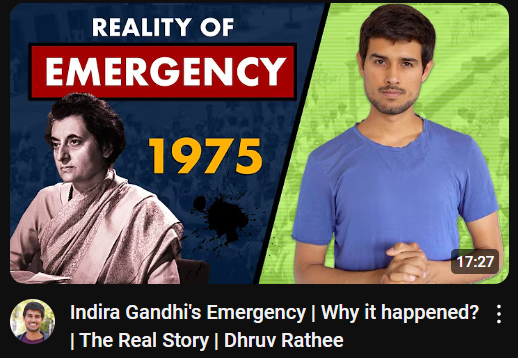 REALITY OF
EMERGENCY
1975
17:27
Indira Gandhi's Emergency | Why it happened?
| The Real Story | Dhruv Rathee